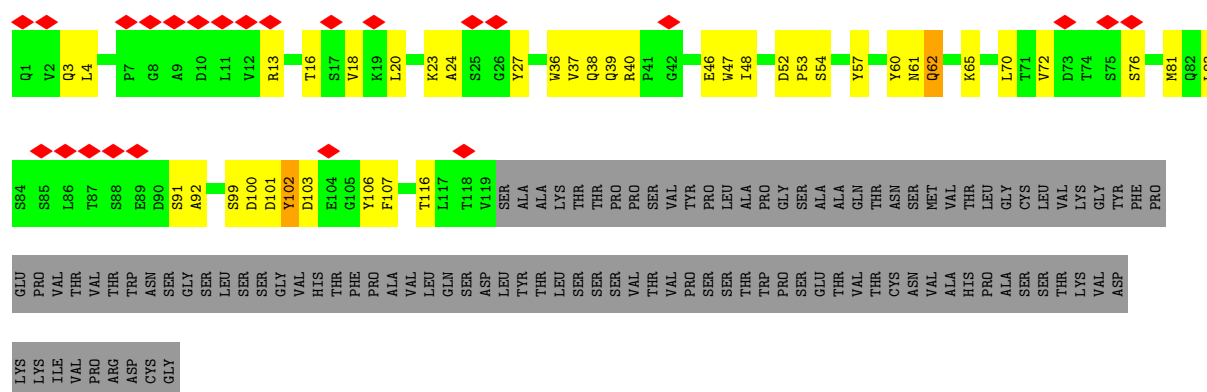 Q1 V2 Q3 L4 P7 G8 A9 D10 L11 V12 R13 T16 S17 V18 K19 L20 K23 A24 S25 G26 Y27 W36 V37 Q38 Q39 R40 P41 G42 E46 W47 I48 D52 P53 S54 Y57 Y60 N61 Q62 K65 L70 T71 V72 D73 T74 S75 S76 M81 Q82
S84 S85 L86 T87 S88 E89 D90 S91 A92 S99 D100 D101 Y102 D103 E104 G105 Y106 F107 T116 L117 T118 V119 SER ALA ALA LYS THR THR PRO PRO SER VAL TYR PRO LEU ALA PRO GLY SER ALA ALA GLN THR ASN SER MET VAL THR LEU GLY CYS LEU VAL LYS GLY TYR PHE PRO
GLU PRO VAL THR VAL THR TRP ASN SER GLY SER LEU SER SER GLY VAL HIS THR PHE PRO ALA VAL LEU GLN SER ASP LEU TYR THR LEU SER SER SER VAL THR VAL PRO SER SER THR TRP PRO SER GLU THR VAL THR CYS ASN VAL ALA HIS PRO ALA SER SER THR LYS VAL ASP
LYS LYS ILE VAL PRO ARG ASP CYS GLY